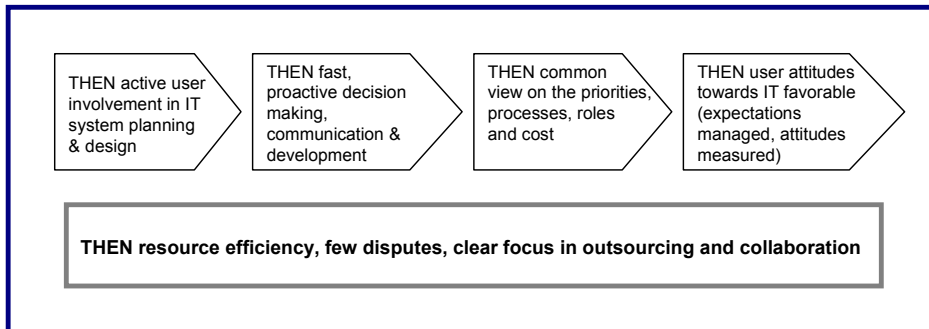 THEN active user
involvement in IT
system planning
& design
THEN fast,
proactive decision
making,
communication &
development
THEN common
view on the priorities,
processes, roles
and cost
THEN user attitudes
towards IT favorable
(expectations
managed, attitudes
measured)
THEN resource efficiency, few disputes, clear focus in outsourcing and collaboration